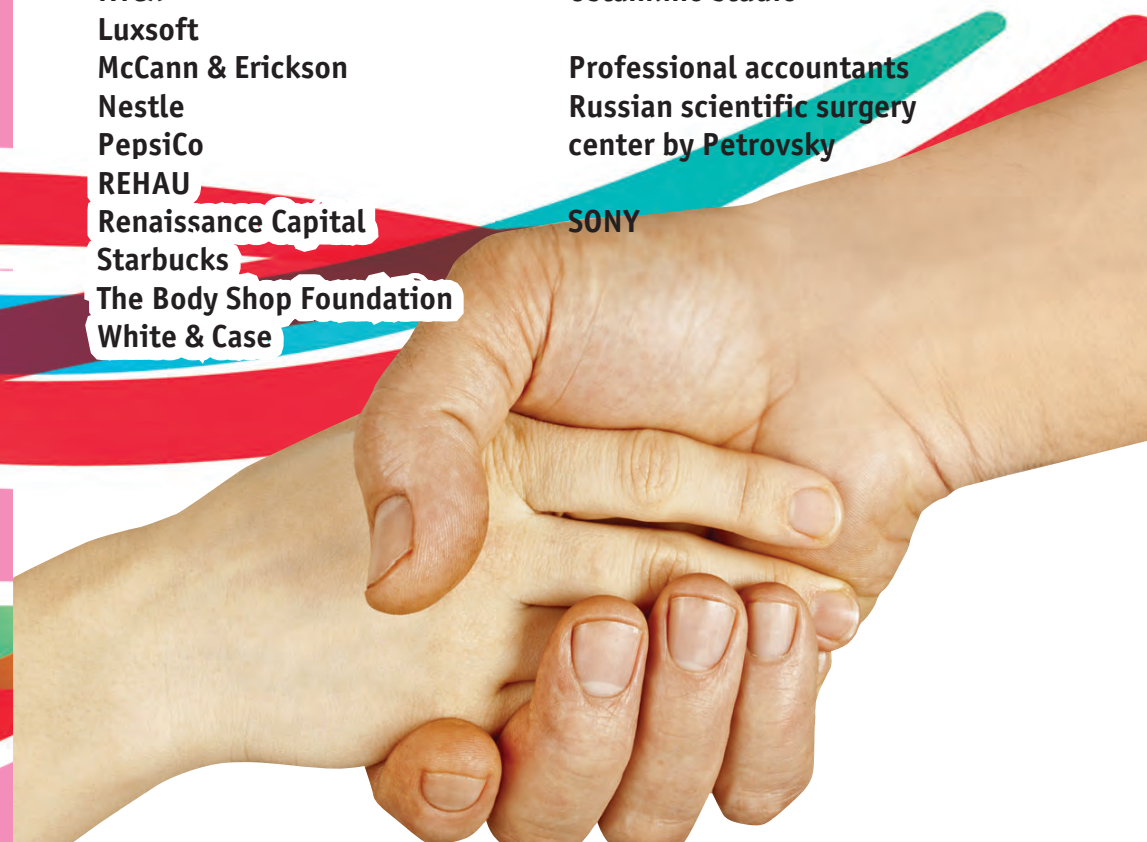 Luxsoft
McCann & Erickson
Nestle
PepsiCo
REHAU
Renaissance Capital
Starbucks
The Body Shop Foundation
White & Case
Professional accountants
Russian scientific surgery
center by Petrovsky
SONY